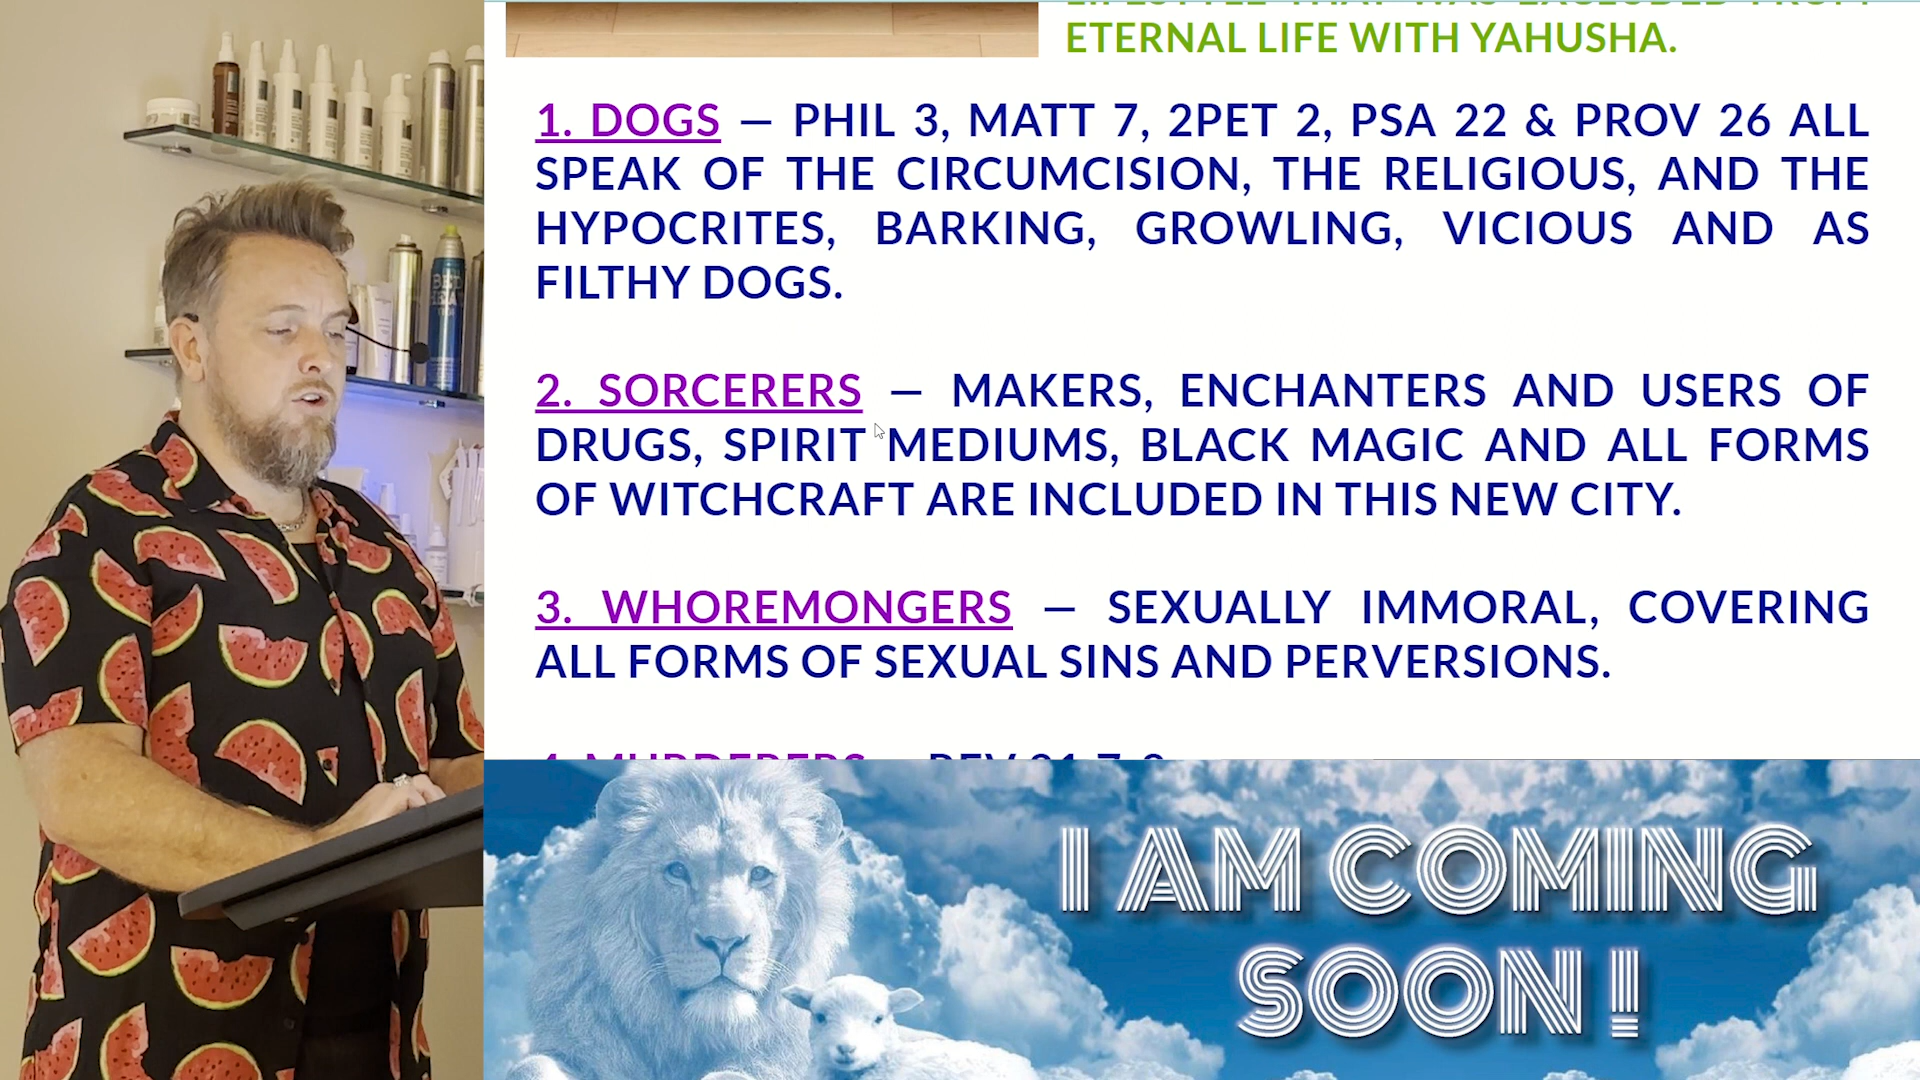 ETERNAL LIFE WITH YAHUSHA.
1. DOGS – PHIL 3, MATT 7, 2PET 2, PSA 22 & PROV 26 ALL
SPEAK OF THE CIRCUMCISION, THE RELIGIOUS, AND THE
HYPOCRITES, BARKING, GROWLING, VICIOUS AND AS
FILTHY DOGS.
2. SORCERERS – MAKERS, ENCHANTERS AND USERS OF
DRUGS, SPIRIT MEDIUMS, BLACK MAGIC AND ALL FORMS
OF WITCHCRAFT ARE INCLUDED IN THIS NEW CITY.
3. WHOREMONGERS – SEXUALLY IMMORAL, COVERING
ALL FORMS OF SEXUAL SINS AND PERVERSIONS.
4. MURDERERS
I AM COMING
SOON !